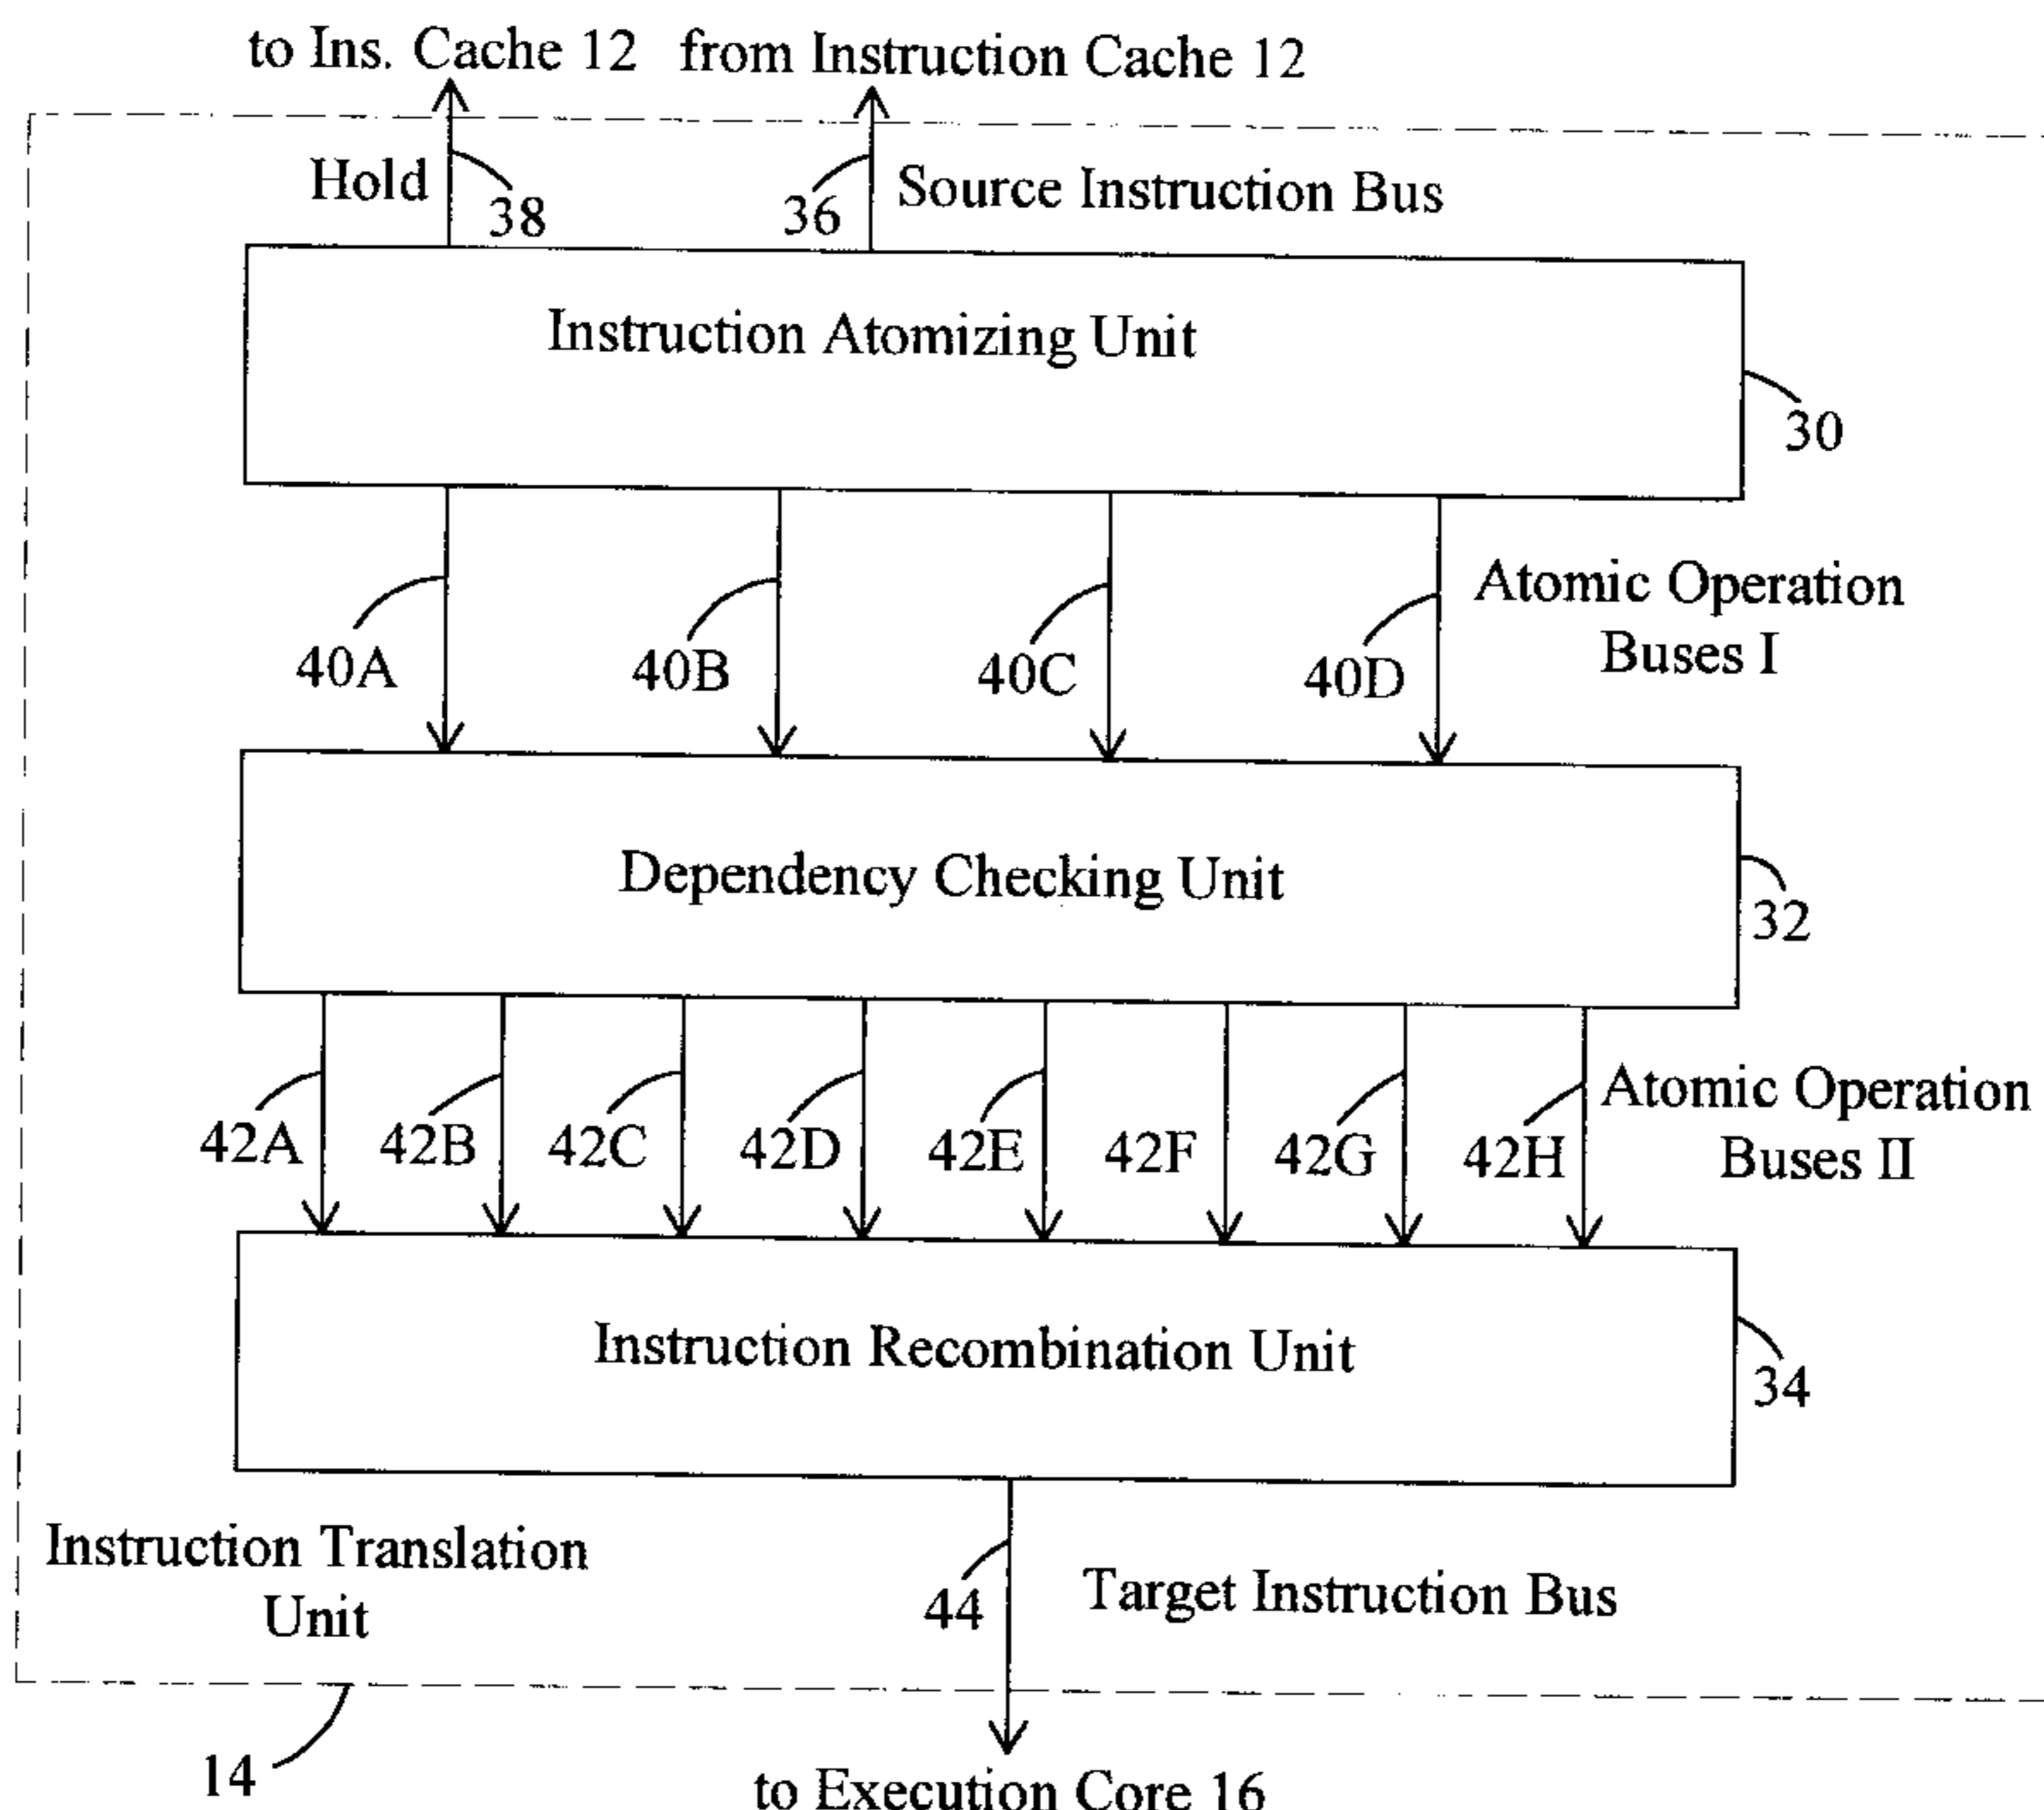 to Ins. Cache 12 from Instruction Cache 12
Hold
38
36
Source Instruction Bus
Instruction Atomizing Unit
30
40A
40B
40C
40D
Atomic Operation
Buses I
Dependency Checking Unit
32
42A
42B
42C
42D
42E
42F
42G
42H
Atomic Operation
Buses II
Instruction Recombination Unit
34
Instruction Translation
Unit
44
Target Instruction Bus
14
to Execution Core 16